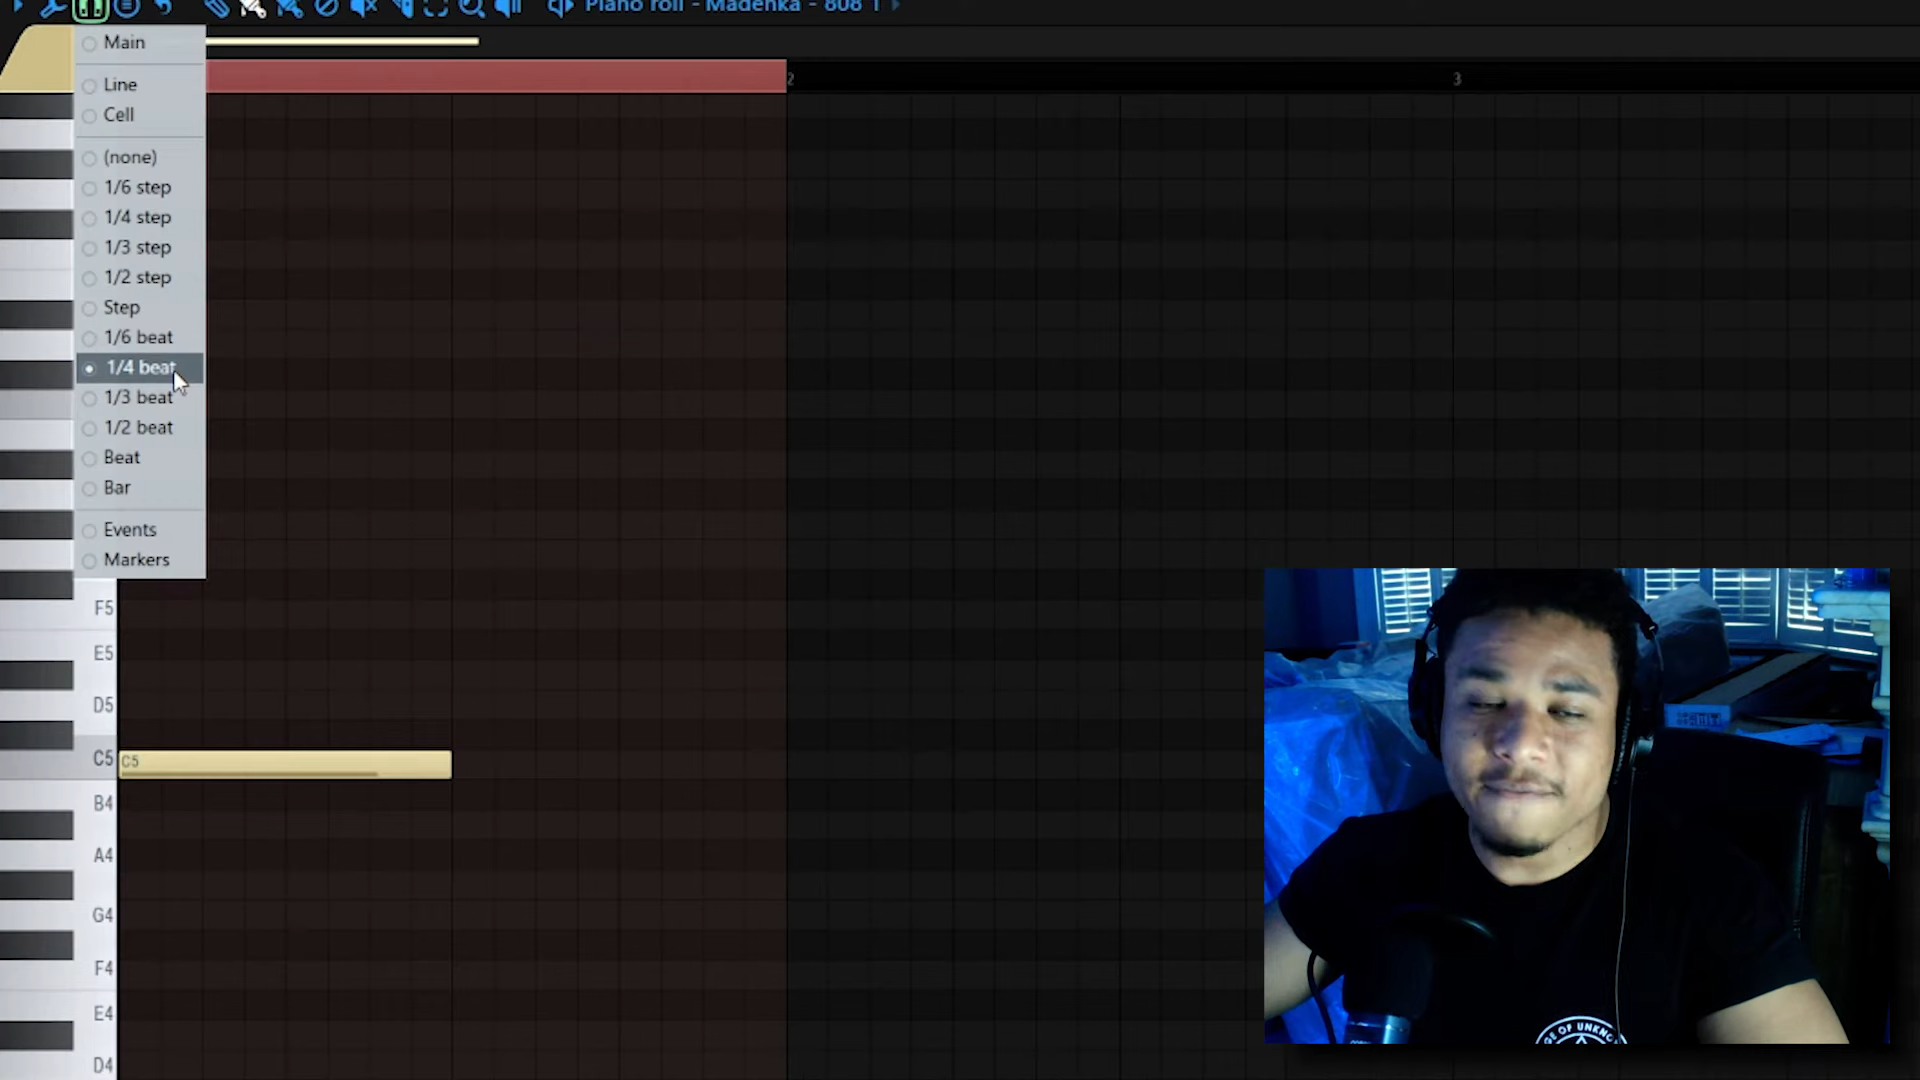 Piano roll - Madenka - 808 1
Main
Line
Cell
(none)
1/6 step
1/4 step
1/3 step
1/2 step
Step
1/6 beat
1/4 beat
1/3 beat
1/2 beat
Beat
Bar
Events
Markers
2
3
F5
E5
D5
C5
C5
B4
A4
G4
F4
E4
D4